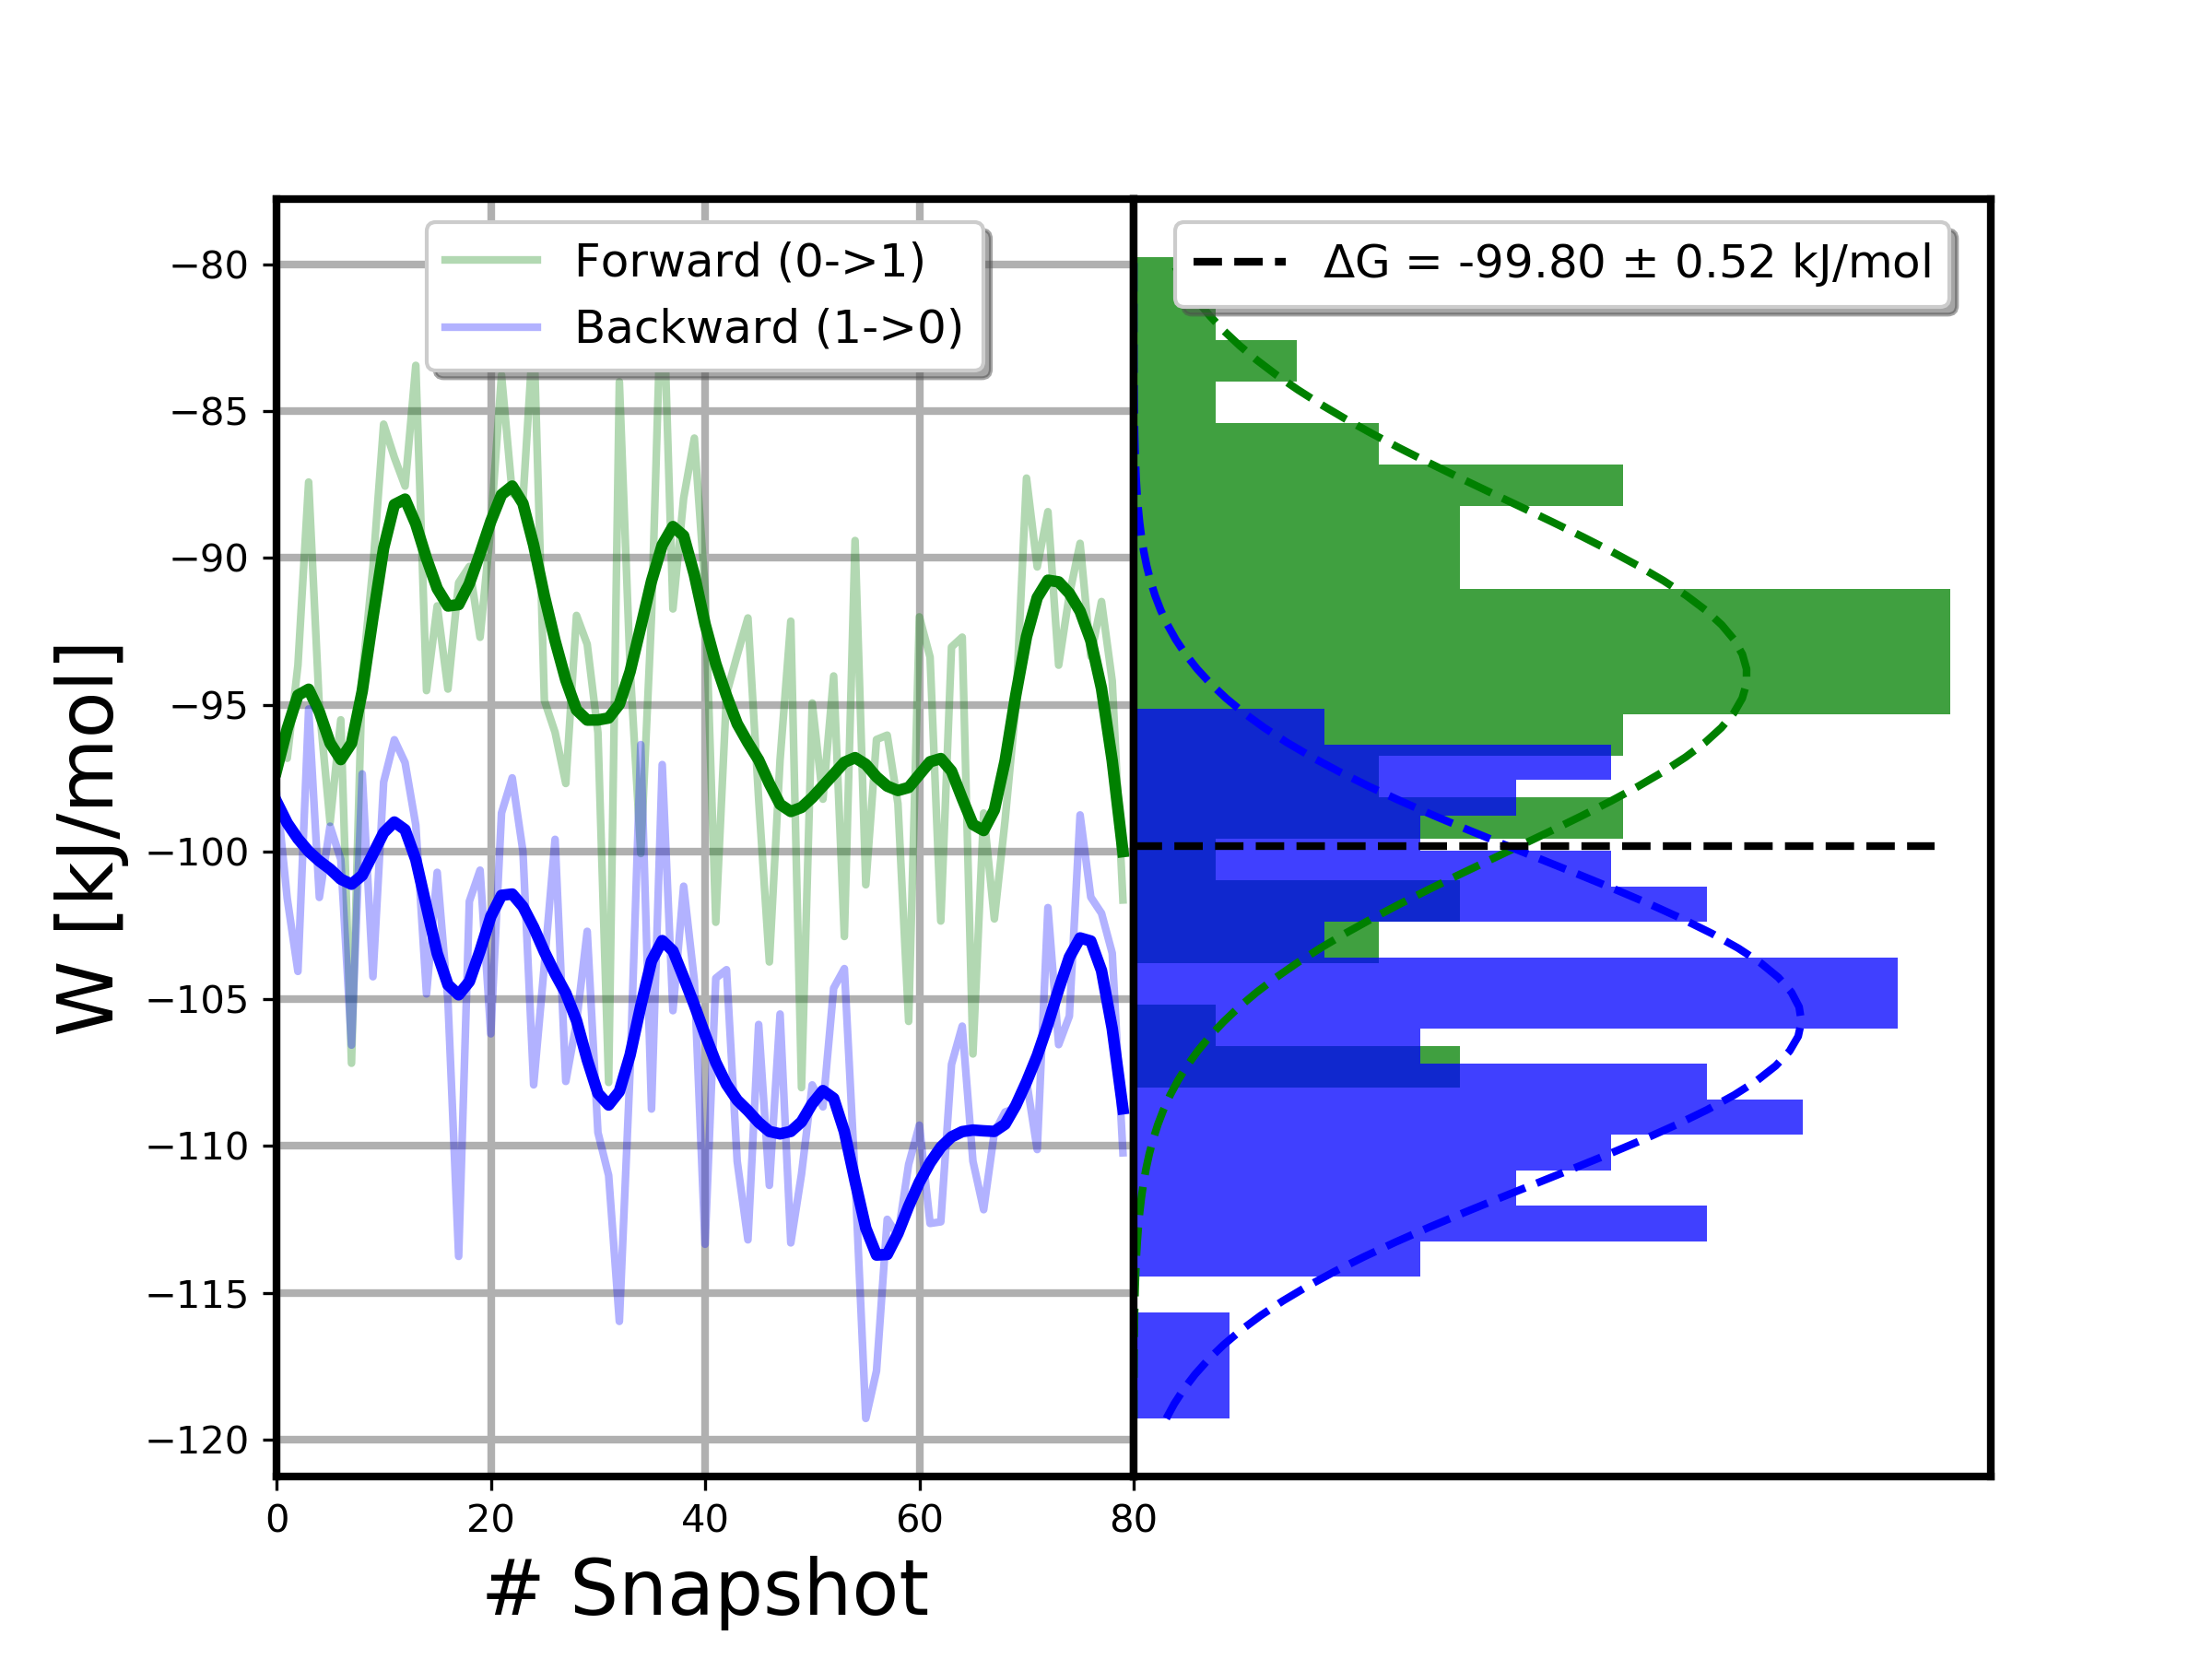 Forward (0->1)
Backward (1->0)
ΔG = -99.80 ± 0.52 kJ/mol
W [kJ/mol]
−80
−85
−90
−95
−100
−105
−110
−115
−120
0 20 40 60 80
# Snapshot